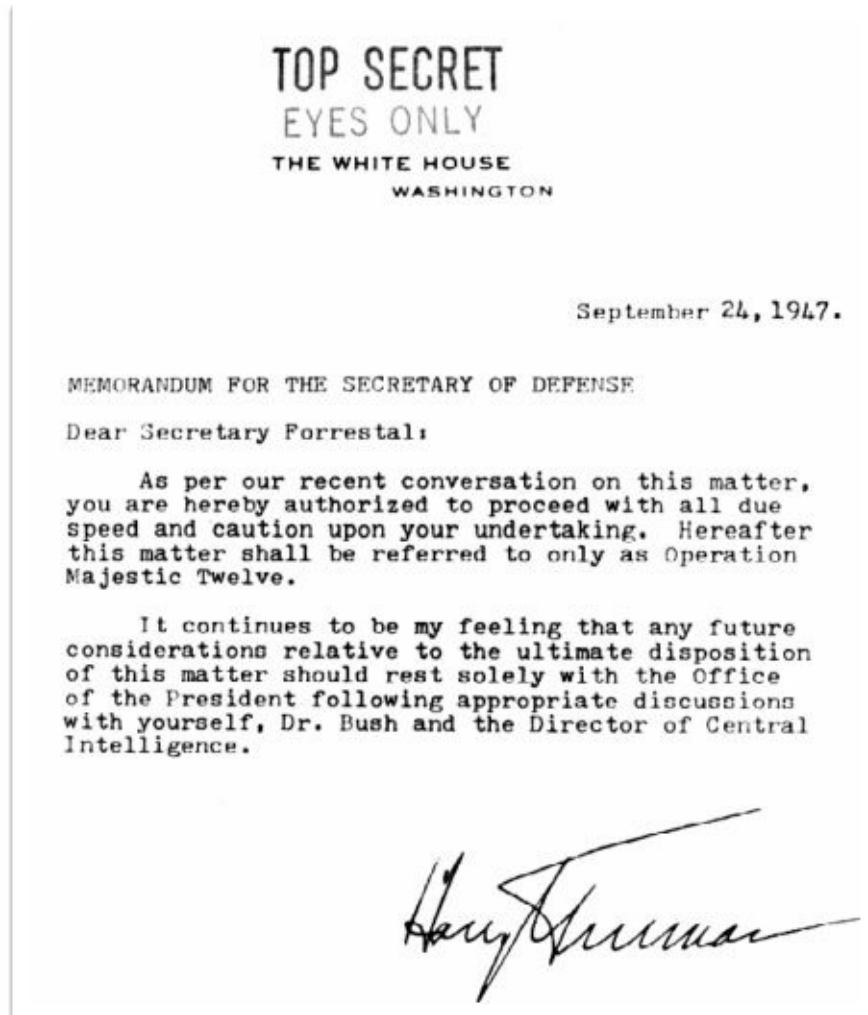 TOP SECRET
EYES ONLY
THE WHITE HOUSE
WASHINGTON
September 24, 1947.
MEMORANDUM FOR THE SECRETARY OF DEFENSE
Dear Secretary Forrestal:
As per our recent conversation on this matter,
you are hereby authorized to proceed with all due
speed and caution upon your undertaking. Hereafter
this matter shall be referred to only as Operation
Majestic Twelve.
It continues to be my feeling that any future
considerations relative to the ultimate disposition
of this matter should rest solely with the Office
of the President following appropriate discussions
with yourself, Dr. Bush and the Director of Central
Intelligence.
Harry Truman